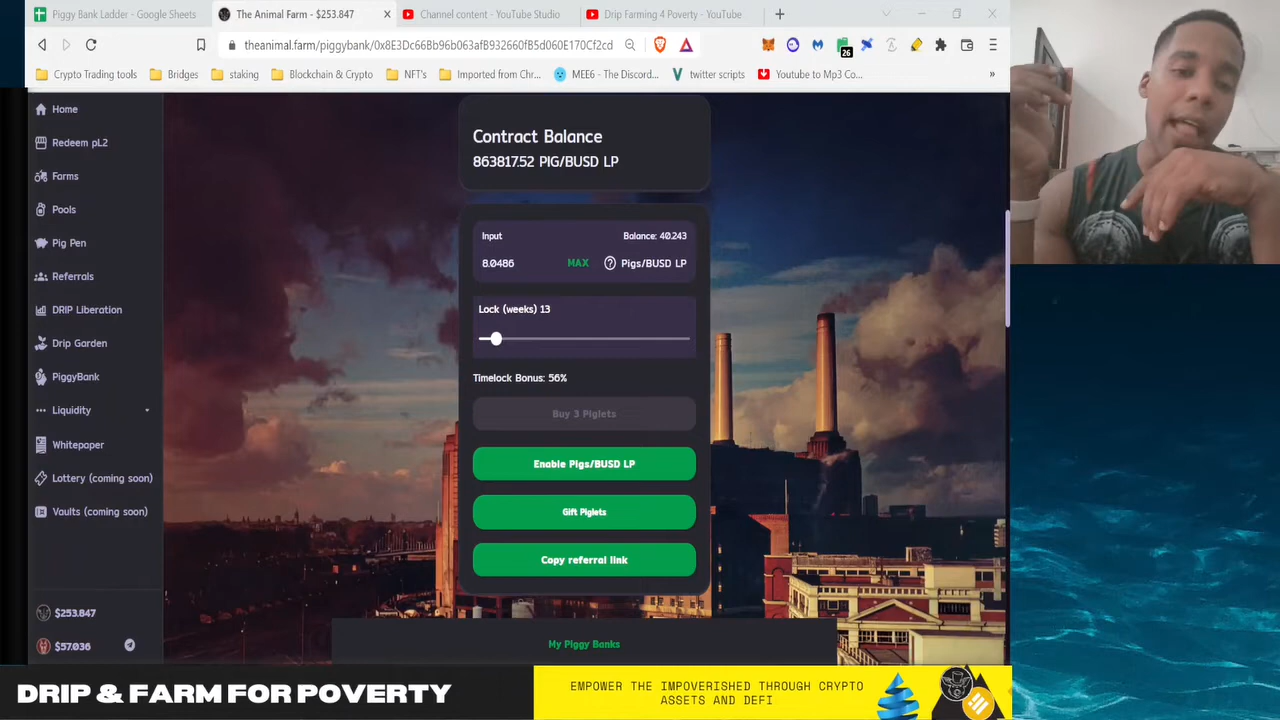 Piggy Bank Ladder - Google Sheets
The Animal Farm - $253.847
Channel content - YouTube Studio
Drip Farming 4 Poverty - YouTube
theanimal.farm/piggybank/0x8E3Dc66Bb96b063afB932660fB5d060E170Cf2cd
26
Crypto Trading tools
Bridges
staking
Blockchain & Crypto
NFT's
Imported from Chr...
MEE6 - The Discord...
twitter scripts
Youtube to Mp3 Co...
»
Home
Redeem pL2
Farms
Pools
Pig Pen
Referrals
DRIP Liberation
Drip Garden
PiggyBank
Liquidity
Whitepaper
Lottery (coming soon)
Vaults (coming soon)
$253.847
$57.036
Contract Balance
863817.52 PIG/BUSD LP
Input
Balance: 40.243
8.0486
MAX
Pigs/BUSD LP
Lock (weeks) 13
Timelock Bonus: 56%
Buy 3 Piglets
Enable Pigs/BUSD LP
Gift Piglets
Copy referral link
My Piggy Banks
DRIP & FARM FOR POVERTY
EMPOWER THE IMPOVERISHED THROUGH CRYPTO
ASSETS AND DEFI